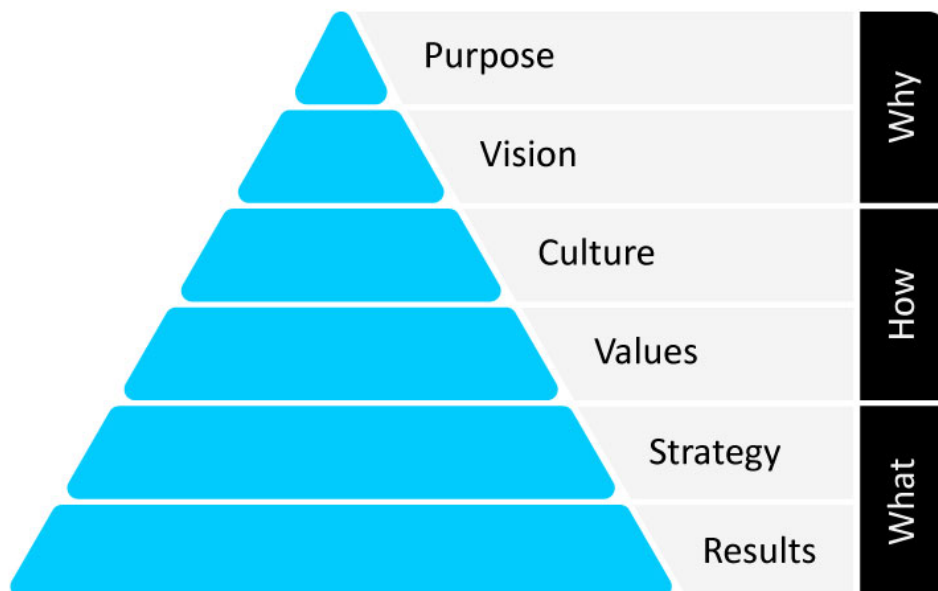 Purpose
Vision
Why
Culture
Values
How
Strategy
Results
What